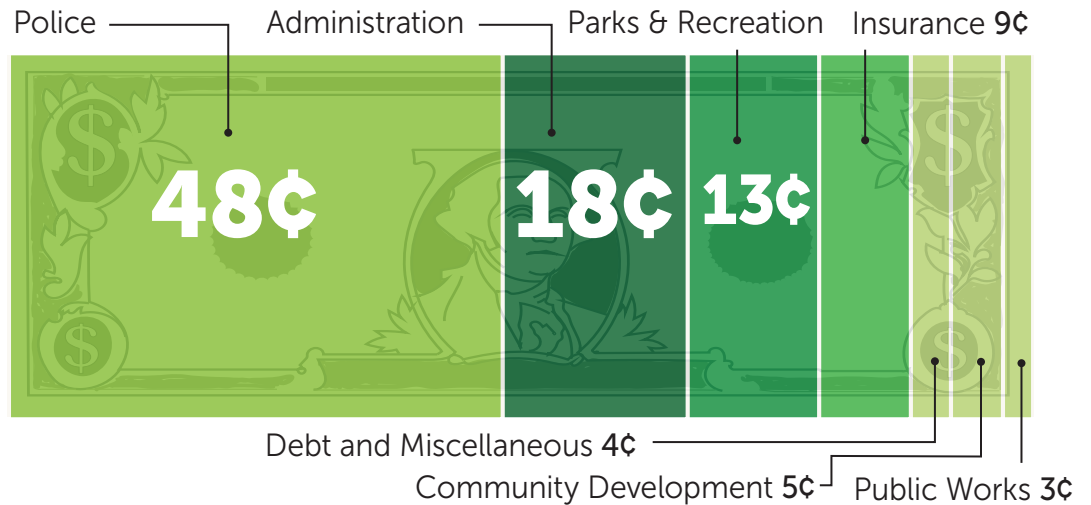 Police
Administration
Parks & Recreation
Insurance 9¢
$
$
48¢
18¢
13¢
$
$
Debt and Miscellaneous 4¢
Community Development 5¢
Public Works 3¢